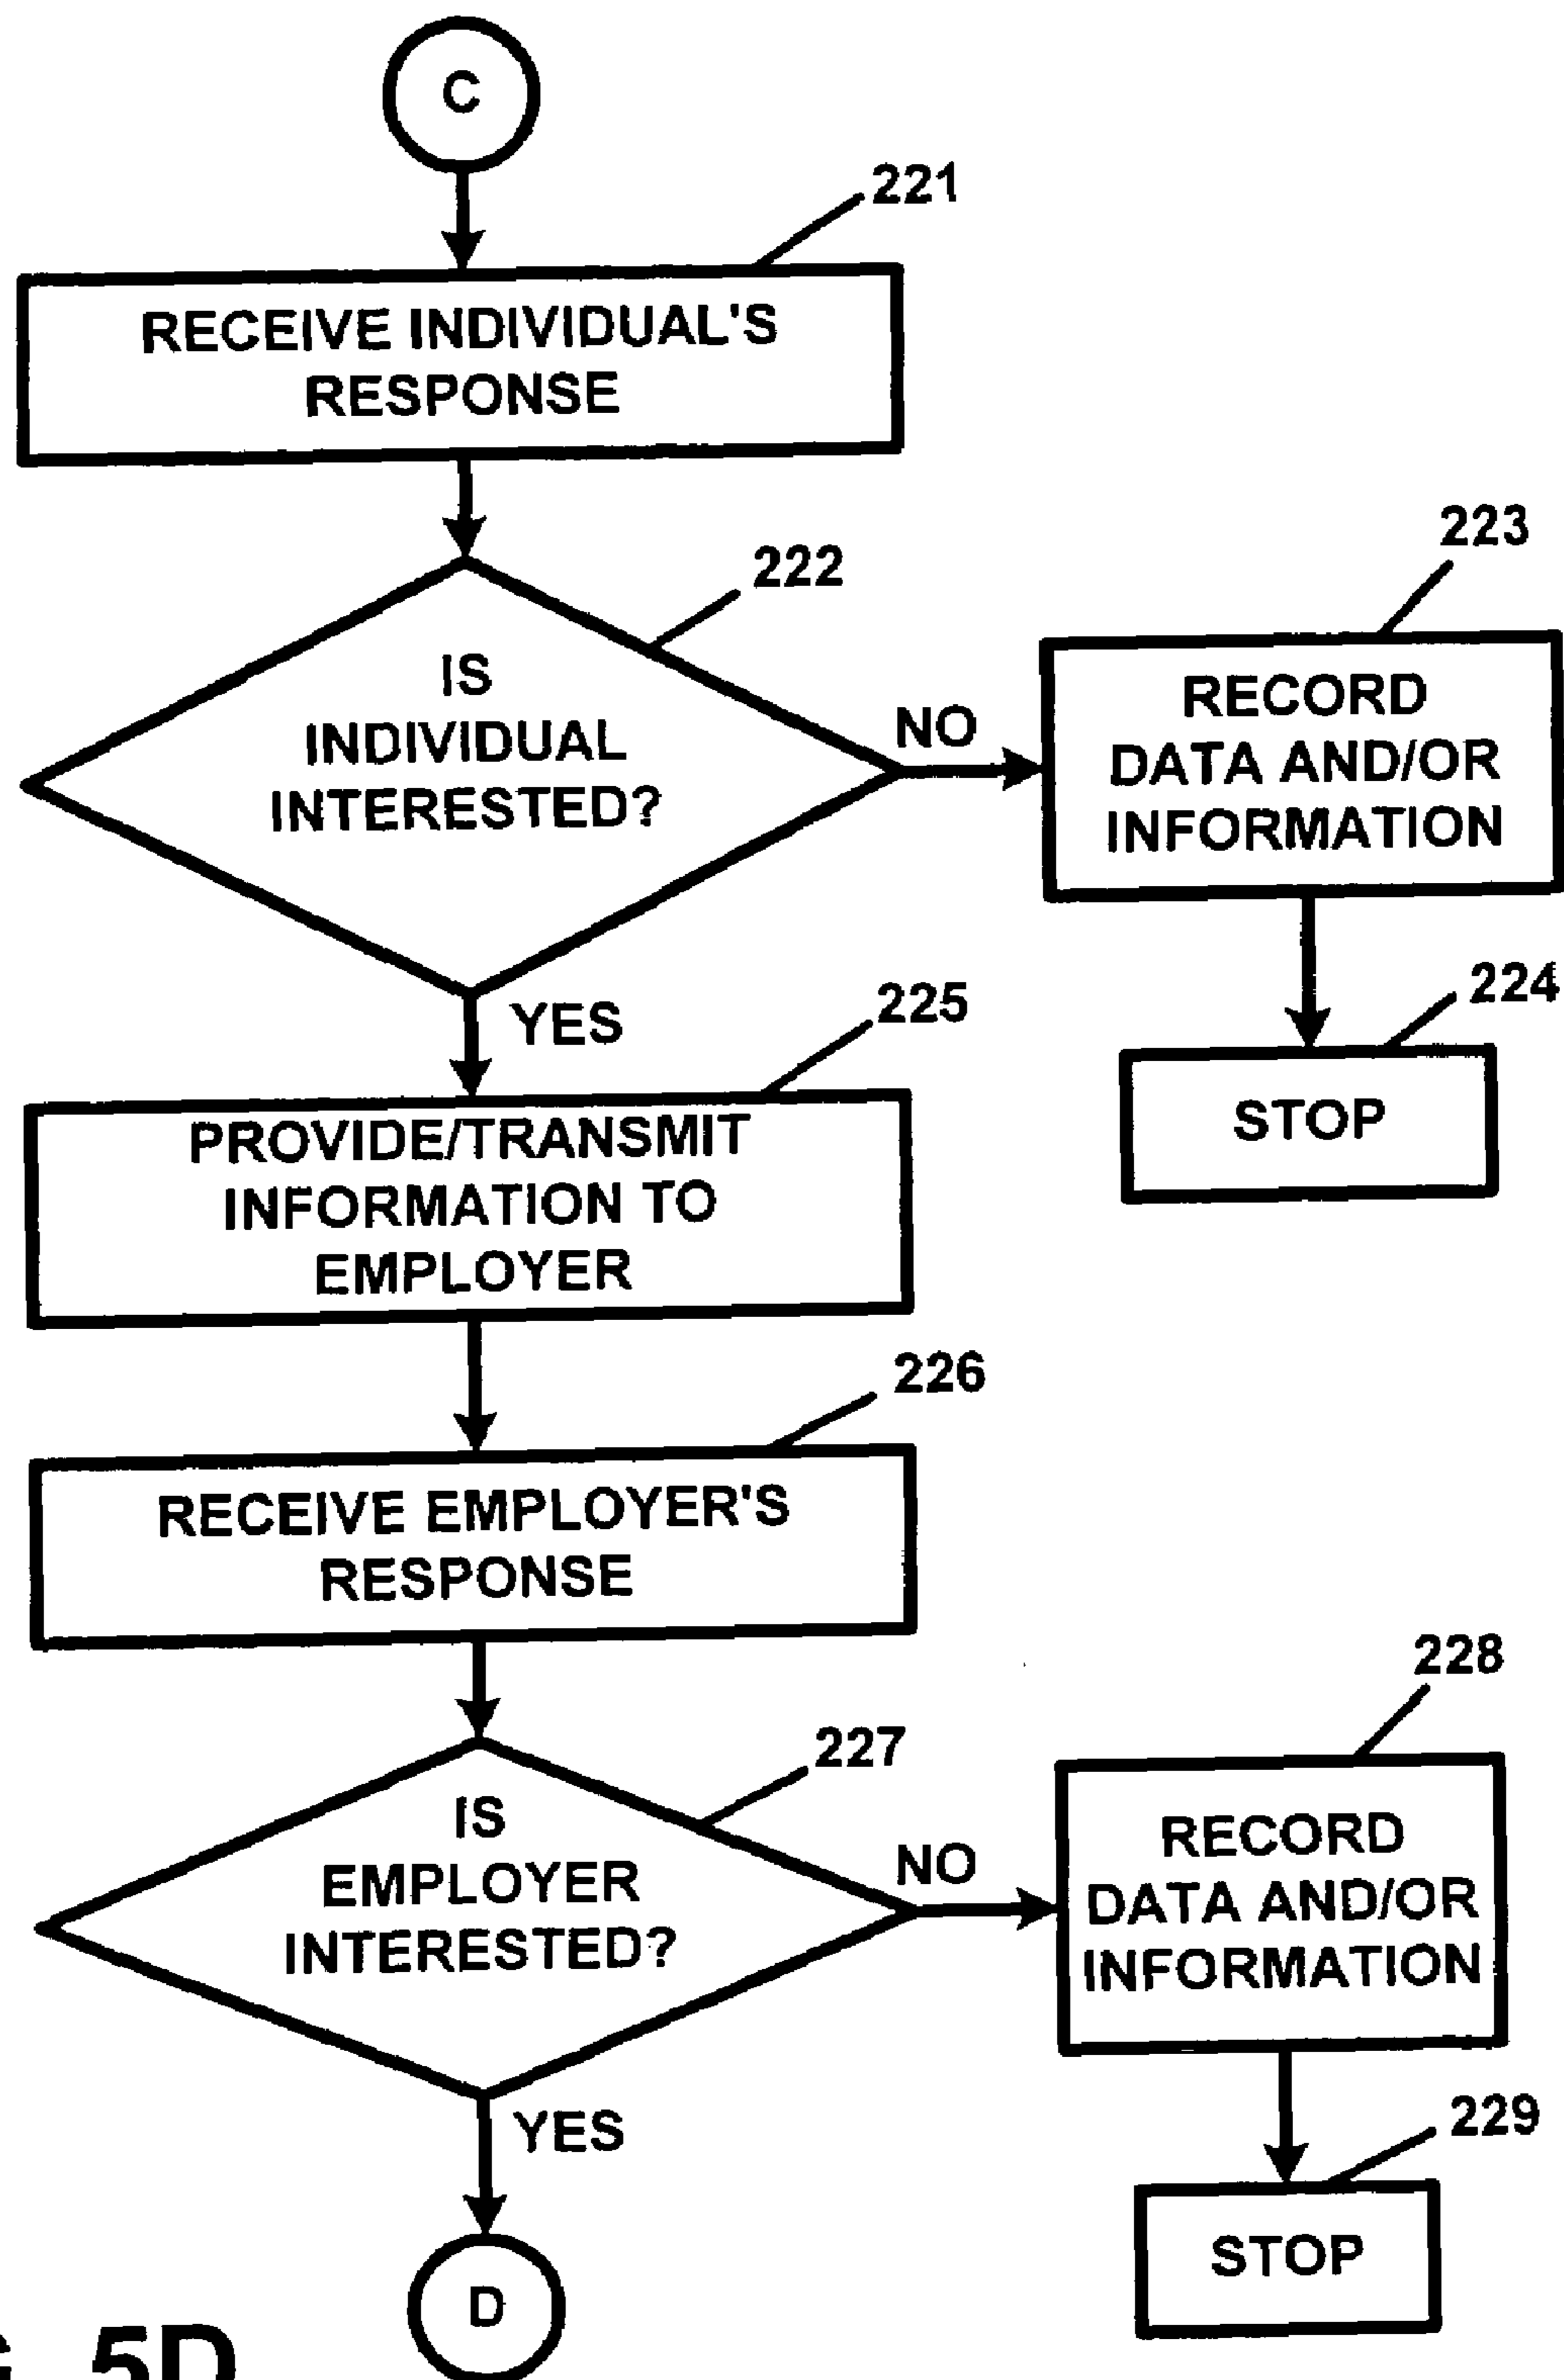 C
221
RECEIVE INDIVIDUAL'S
RESPONSE
222
IS
INDIVIDUAL
INTERESTED?
NO
223
RECORD
DATA AND/OR
INFORMATION
224
STOP
YES
225
PROVIDE/TRANSMIT
INFORMATION TO
EMPLOYER
226
RECEIVE EMPLOYER'S
RESPONSE
227
IS
EMPLOYER
INTERESTED?
NO
228
RECORD
DATA AND/OR
INFORMATION
229
STOP
YES
D
5D